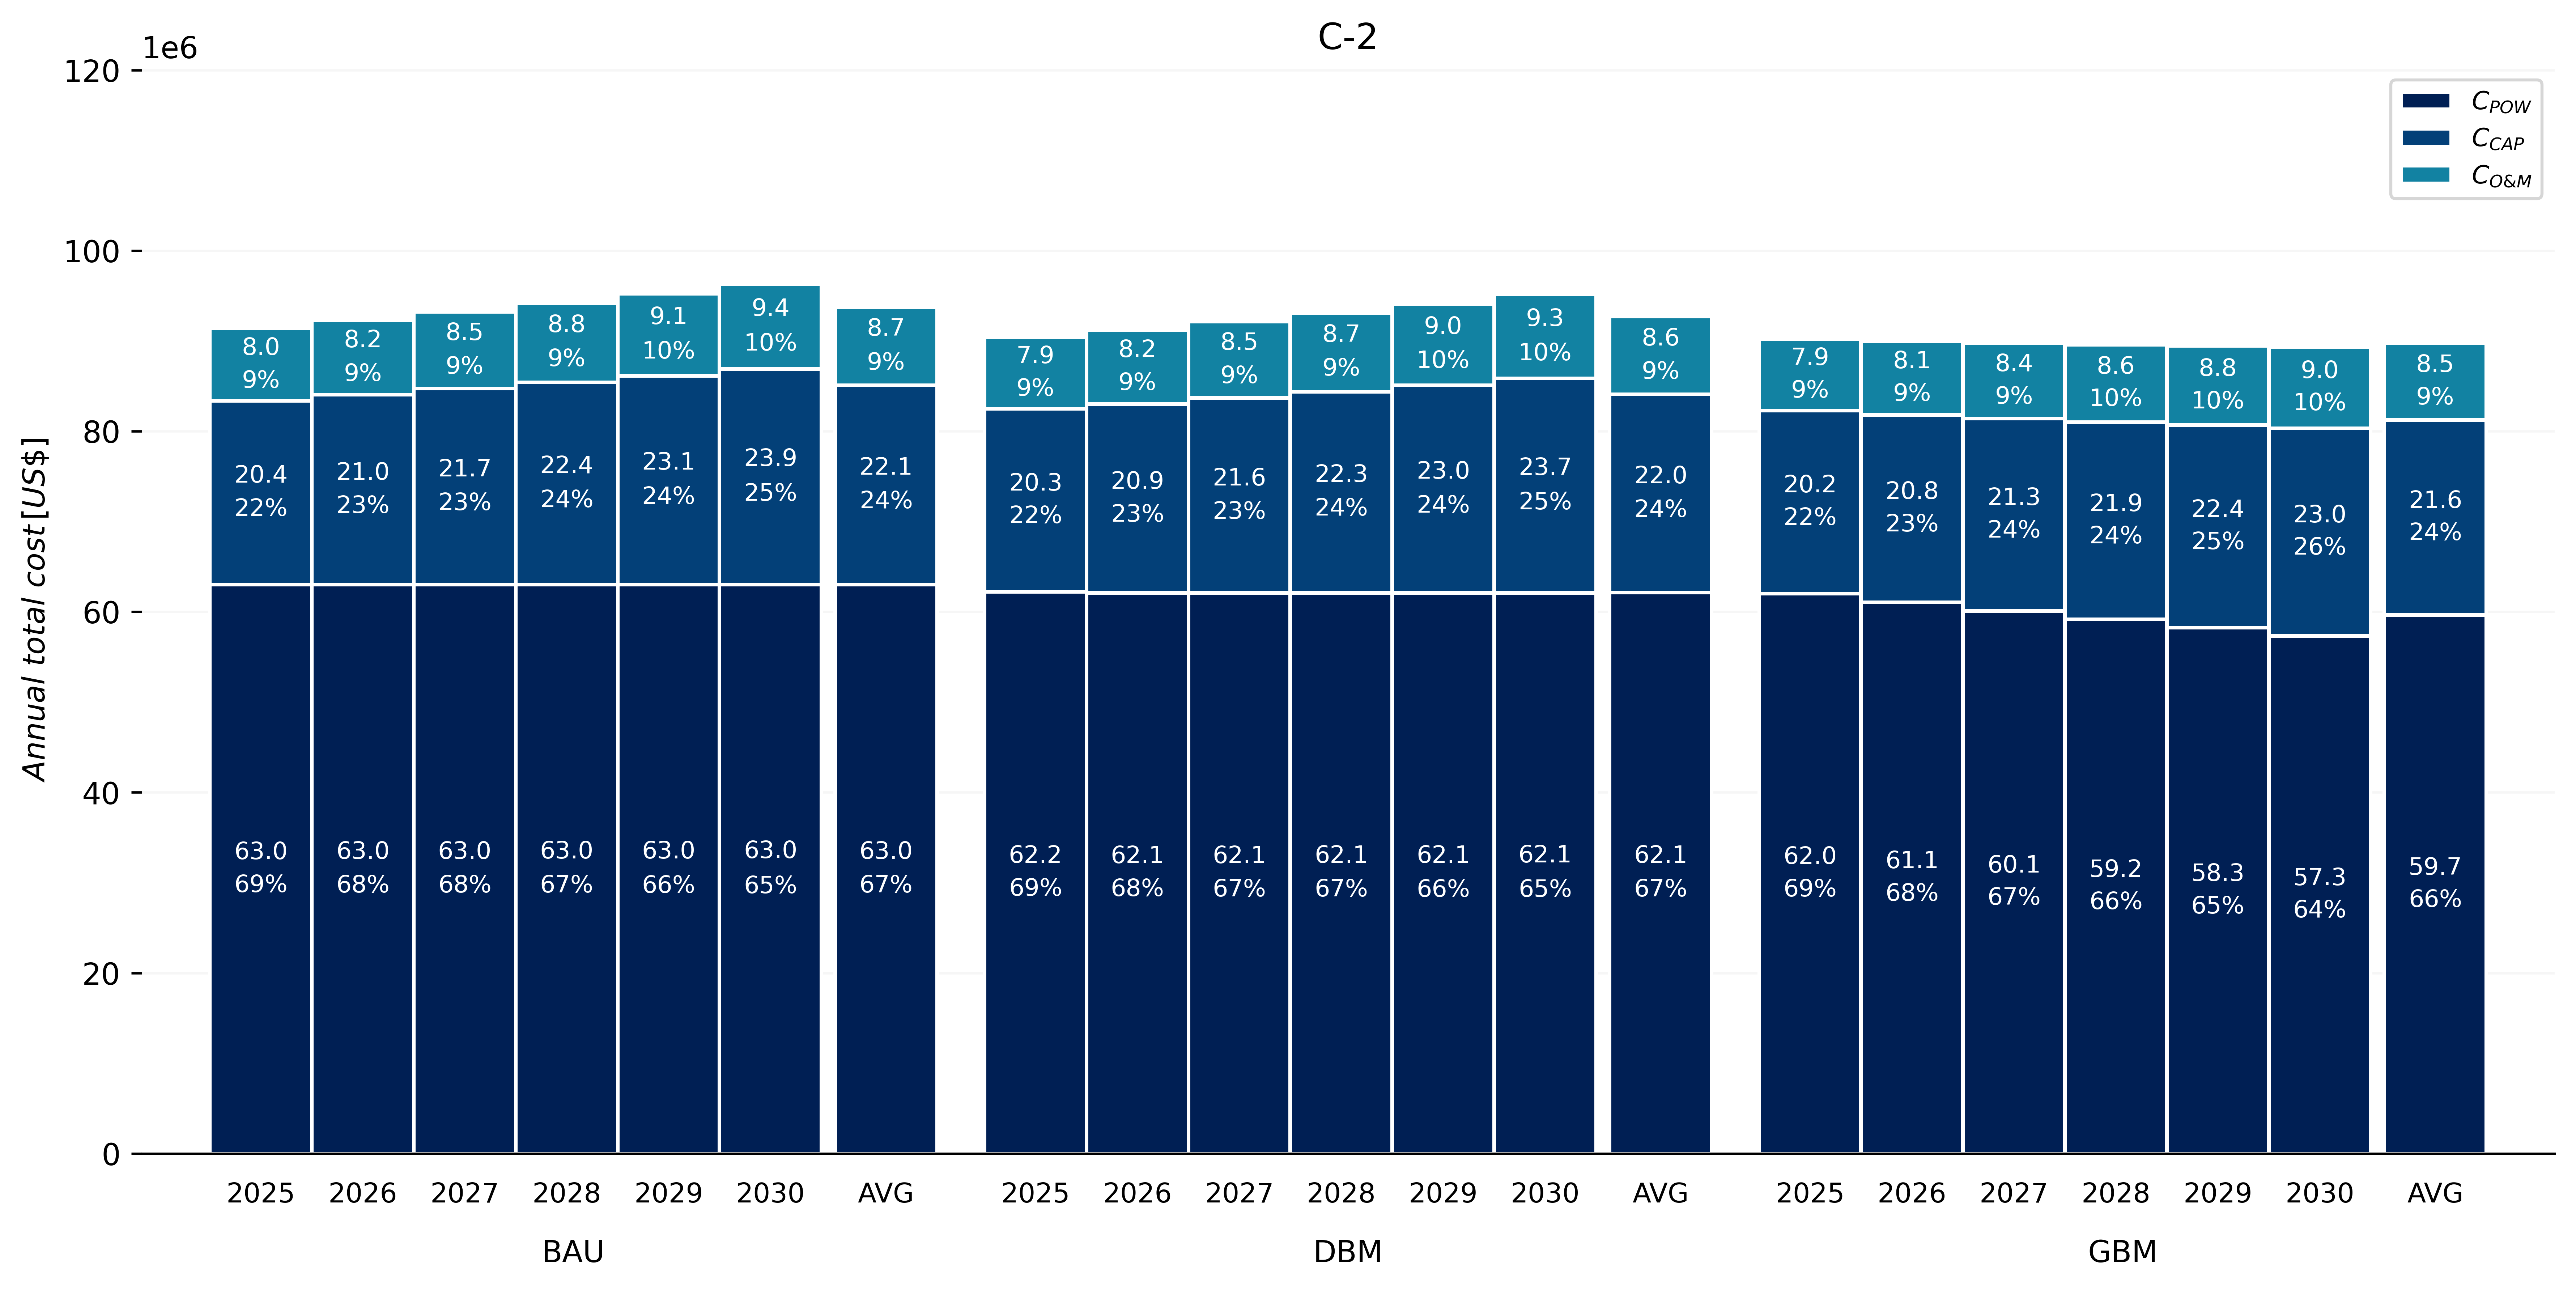 C-2
1e6
120
100
80
60
40
20
0
Annual total cost [US$]
C_POW
C_CAP
C_O&M
8.0 8.2 8.5 8.8 9.1 9.4 8.7 7.9 8.2 8.5 8.7 9.0 9.3 8.6 7.9 8.1 8.4 8.6 8.8 9.0 8.5
9% 9% 9% 9% 10% 10% 9% 9% 9% 9% 9% 10% 10% 9% 9% 9% 9% 10% 10% 10% 9%
20.4 21.0 21.7 22.4 23.1 23.9 22.1 20.3 20.9 21.6 22.3 23.0 23.7 22.0 20.2 20.8 21.3 21.9 22.4 23.0 21.6
22% 23% 23% 24% 24% 25% 24% 22% 23% 23% 24% 24% 25% 24% 22% 23% 24% 24% 25% 26% 24%
63.0 63.0 63.0 63.0 63.0 63.0 63.0 62.2 62.1 62.1 62.1 62.1 62.1 62.1 62.0 61.1 60.1 59.2 58.3 57.3 59.7
69% 68% 68% 67% 66% 65% 67% 69% 68% 67% 67% 66% 65% 67% 69% 68% 67% 66% 65% 64% 66%
2025 2026 2027 2028 2029 2030 AVG 2025 2026 2027 2028 2029 2030 AVG 2025 2026 2027 2028 2029 2030 AVG
BAU DBM GBM